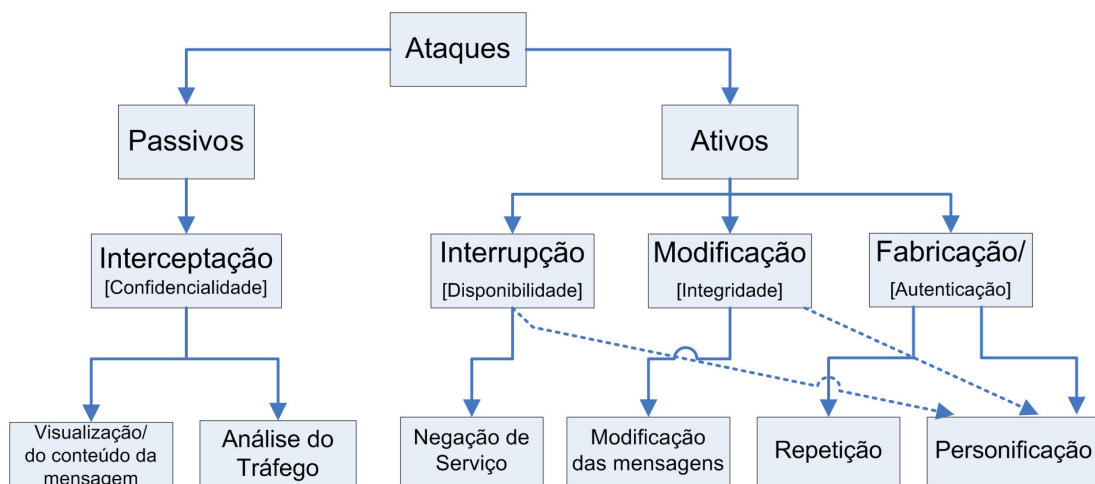 Ataques
Passivos
Ativos
Interceptação
[Confidencialidade]
Interrupção
[Disponibilidade]
Modificação
[Integridade]
Fabricação/
[Autenticação]
Visualização/
do conteúdo da
mensagem
Análise do
Tráfego
Negação de
Serviço
Modificação
das mensagens
Repetição
Personificação